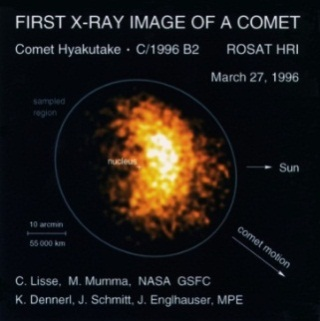 FIRST X-RAY IMAGE OF A COMET
Comet Hyakutake · C/1996 B2 ROSAT HRI
March 27, 1996
sampled
region
nucleus
Sun
10 arcmin
55 000 km
comet motion
C. Lisse, M. Mumma, NASA GSFC
K. Dennerl, J. Schmitt, J. Englhauser, MPE